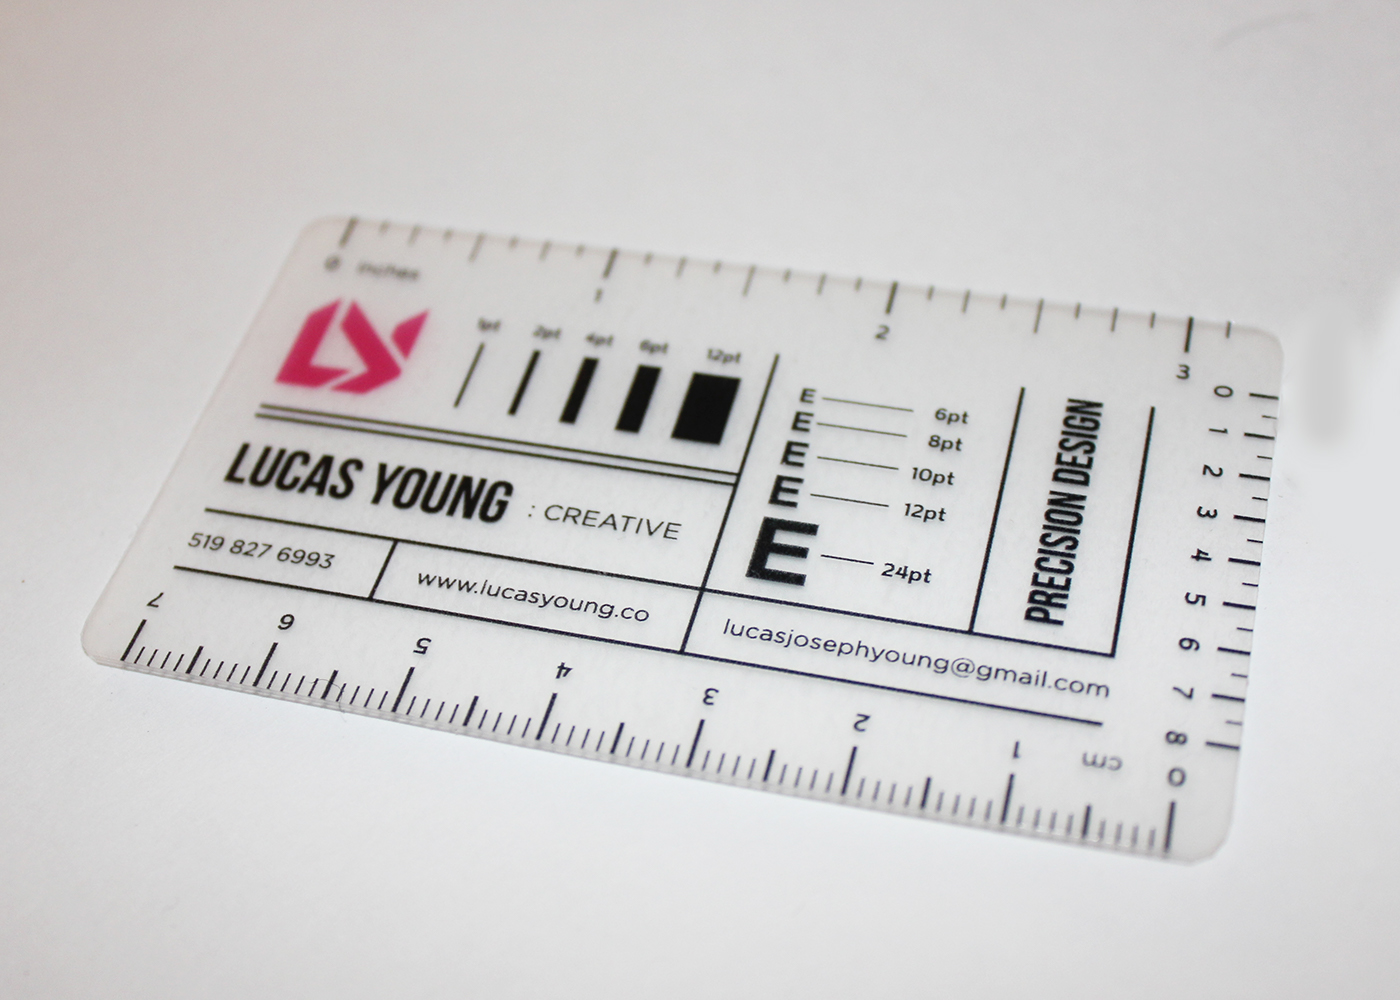 0 inches
1
2
3
1pt 2pt 4pt 6pt 12pt
LUCAS YOUNG : CREATIVE
519 827 6993
www.lucasyoung.co
lucasjosephyoung@gmail.com
E 6pt
E 8pt
E 10pt
E 12pt
E 24pt
PRECISION DESIGN
0
1
2
3
4
5
6
7
8
0 cm 1 2 3 4 5 6 7